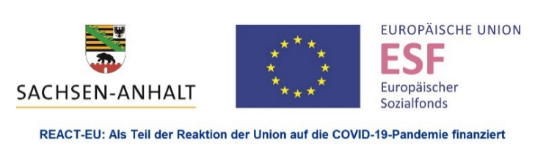 SACHSEN-ANHALT
EUROPÄISCHE UNION
ESF
Europäischer
Sozialfonds
REACT-EU: Als Teil der Reaktion der Union auf die COVID-19-Pandemie finanziert